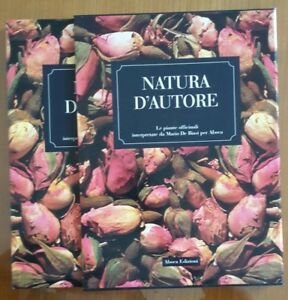 NATURA
D'AUTORE
Le piante officinali
interpretate da Mario De Biasi per Aboca
Aboca Edizioni
D